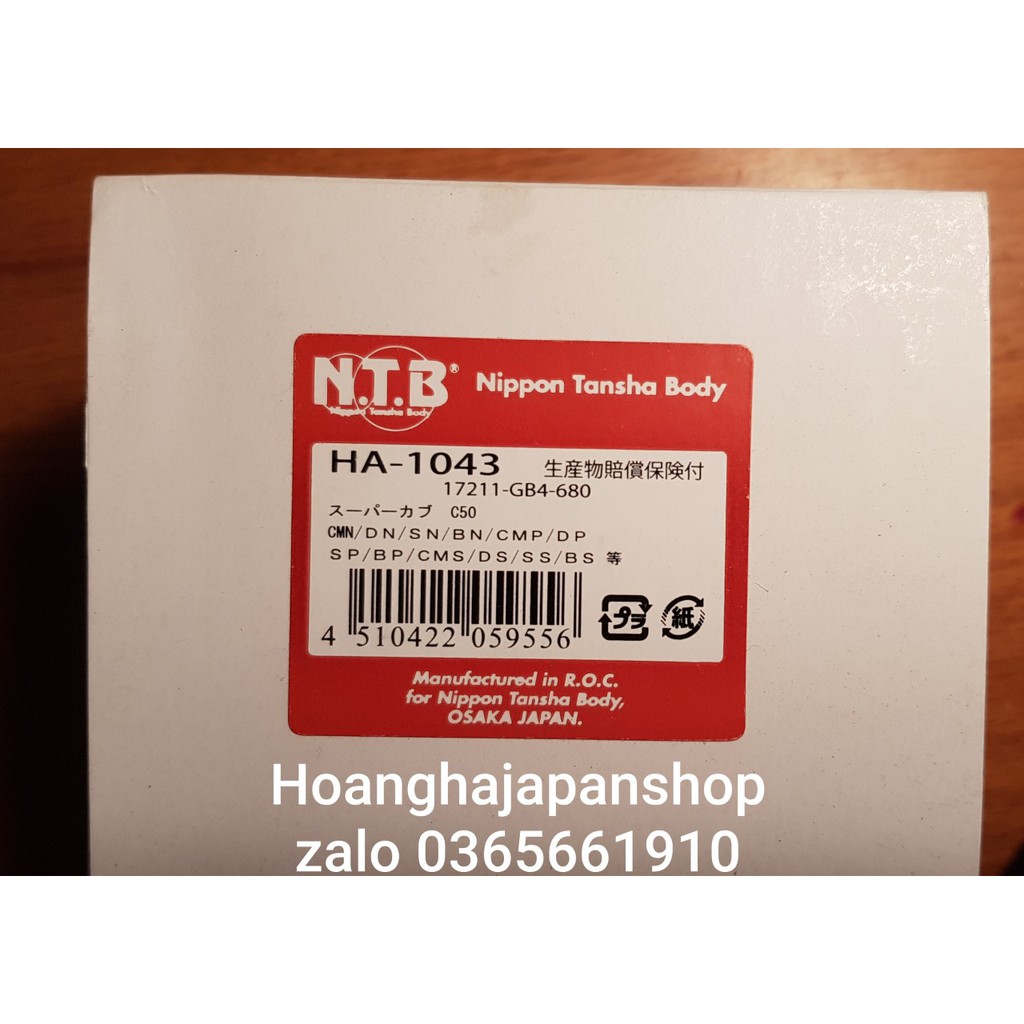 N.T.B®
Nippon Tansha Body
Nippon Tansha Body
HA-1043 生産物賠償保険付
17211-GB4-680
スーパーカブ C50
CMN/DN/SN/BN/CMP/DP
SP/BP/CMS/DS/SS/BS 等
4 510422 059556
プラ
紙
Manufactured in R.O.C.
for Nippon Tansha Body,
OSAKA JAPAN.
Hoanghajapanshop
zalo 0365661910